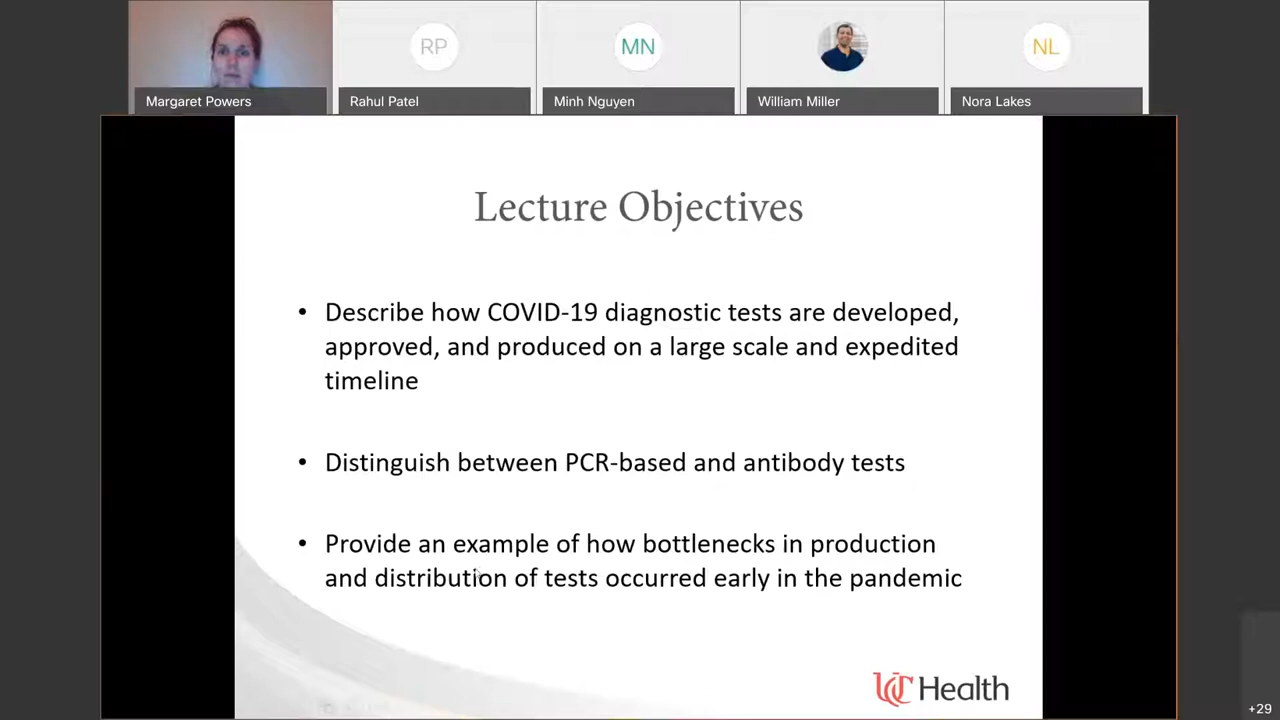 RP
MN
NL
Margaret Powers
Rahul Patel
Minh Nguyen
William Miller
Nora Lakes
Lecture Objectives
• Describe how COVID-19 diagnostic tests are developed,
approved, and produced on a large scale and expedited
timeline
• Distinguish between PCR-based and antibody tests
• Provide an example of how bottlenecks in production
and distribution of tests occurred early in the pandemic
UC Health
+29